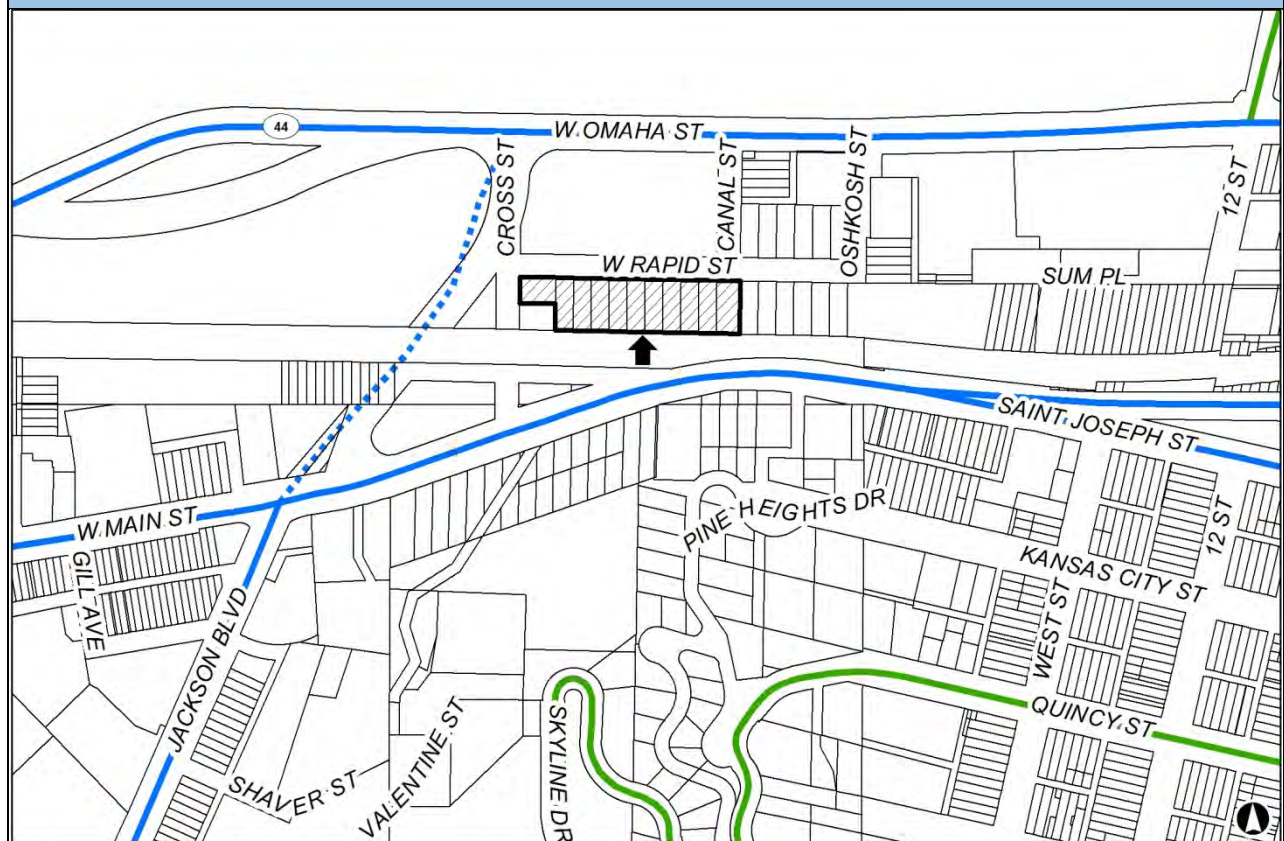 44
W OMAHA ST
CROSS ST
CANAL ST
OSHKOSH ST
12 ST
W RAPID ST
SUM PL
SAINT JOSEPH ST
W MAIN ST
GILL AVE
JACKSON BLVD
PINE HEIGHTS DR
KANSAS CITY ST
12 ST
WEST ST
QUINCY ST
SHAVER ST
VALENTINE ST
SKYLINE DR